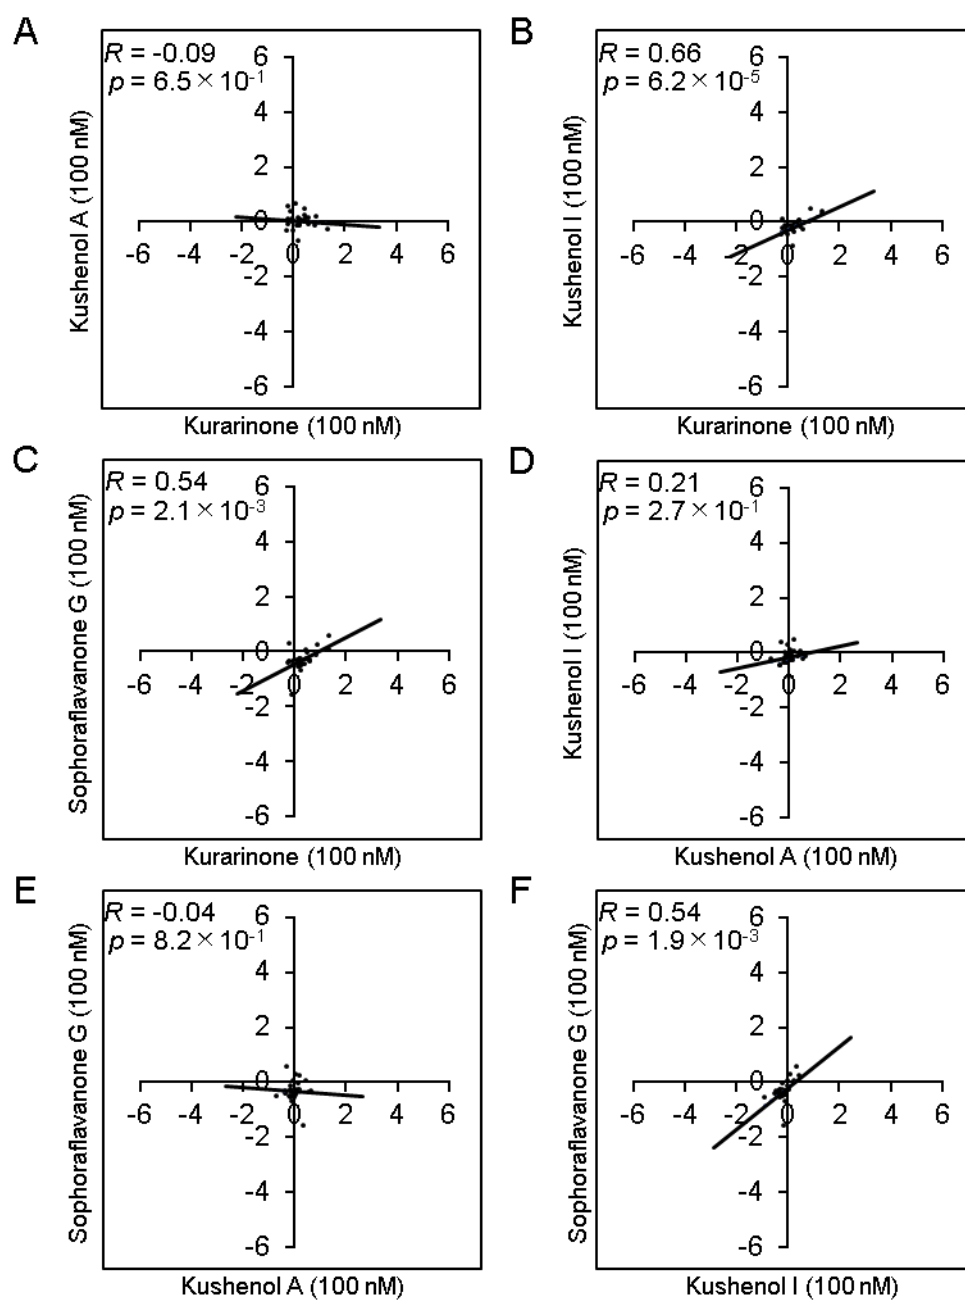 A
R = -0.09
p = 6.5×10⁻¹
6
4
2
0
-6 -4 -2 0 2 4 6
-2
-4
-6
Kushenol A (100 nM)
Kurarinone (100 nM)
B
R = 0.66
p = 6.2×10⁻⁵
6
4
2
0
-6 -4 -2 0 2 4 6
-2
-4
-6
Kushenol I (100 nM)
Kurarinone (100 nM)
C
R = 0.54
p = 2.1×10⁻³
6
4
2
0
-6 -4 -2 0 2 4 6
-2
-4
-6
Sophoraflavanone G (100 nM)
Kurarinone (100 nM)
D
R = 0.21
p = 2.7×10⁻¹
6
4
2
0
-6 -4 -2 0 2 4 6
-2
-4
-6
Kushenol I (100 nM)
Kushenol A (100 nM)
E
R = -0.04
p = 8.2×10⁻¹
6
4
2
0
-6 -4 -2 0 2 4 6
-2
-4
-6
Sophoraflavanone G (100 nM)
Kushenol A (100 nM)
F
R = 0.54
p = 1.9×10⁻³
6
4
2
0
-6 -4 -2 0 2 4 6
-2
-4
-6
Sophoraflavanone G (100 nM)
Kushenol I (100 nM)